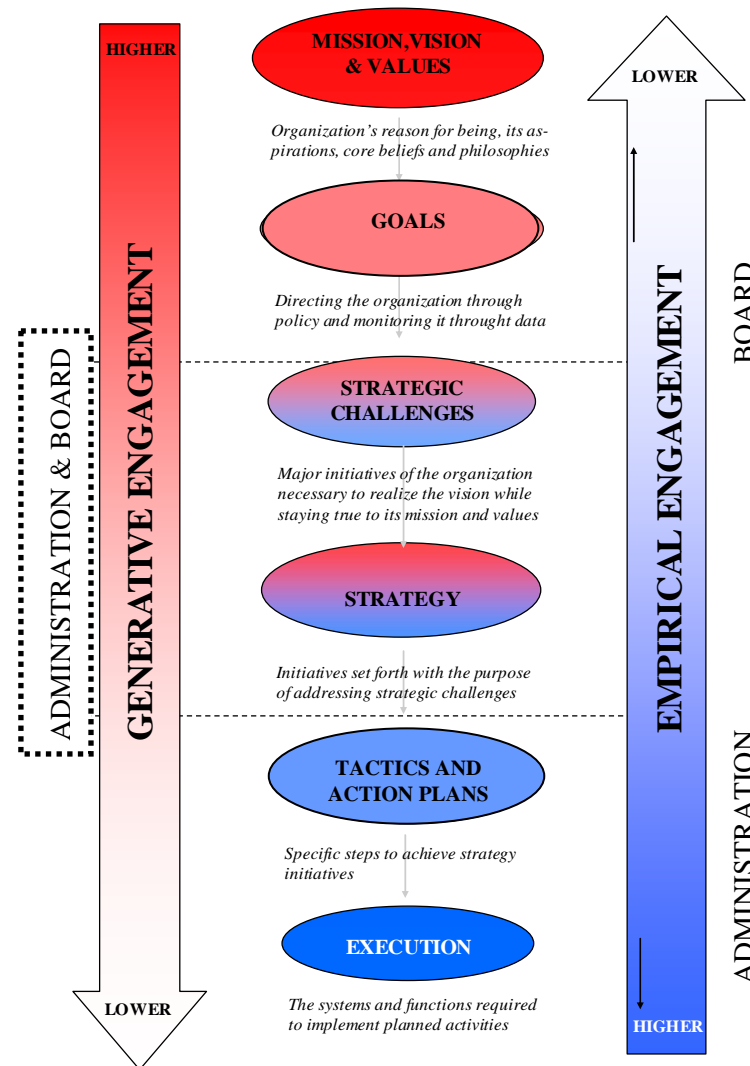 HIGHER
MISSION,VISION
& VALUES
LOWER
Organization’s reason for being, its as-
pirations, core beliefs and philosophies
GOALS
Directing the organization through
policy and monitoring it throught data
BOARD
STRATEGIC
CHALLENGES
Major initiatives of the organization
necessary to realize the vision while
staying true to its mission and values
ADMINISTRATION & BOARD
GENERATIVE ENGAGEMENT
EMPIRICAL ENGAGEMENT
STRATEGY
Initiatives set forth with the purpose
of addressing strategic challenges
TACTICS AND
ACTION PLANS
Specific steps to achieve strategy
initiatives
ADMINISTRATION
EXECUTION
The systems and functions required
to implement planned activities
LOWER
HIGHER